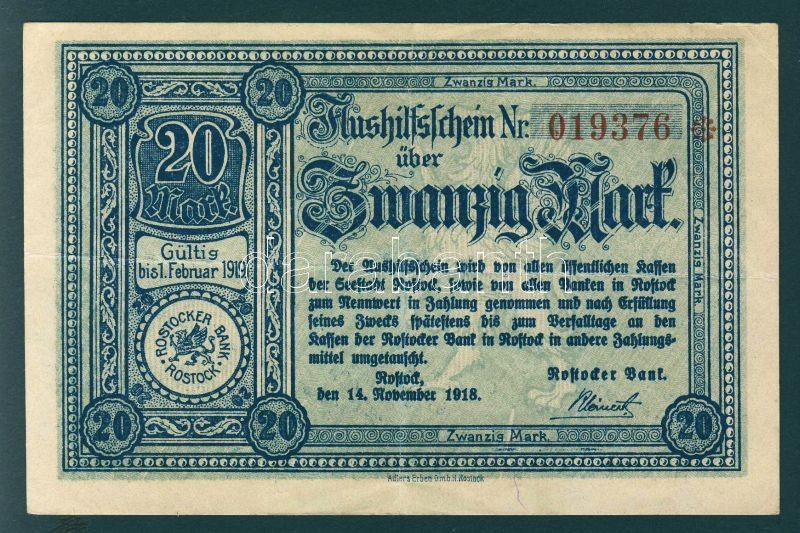 20
20
Zwanzig Mark.
Aushilfsschein Nr. 019376 *
über
Zwanzig Mark.
20
Mark.
Gültig
bis 1. Februar 1919.
ROSTOCKER BANK
ROSTOCK
Der Aushilfsschein wird von allen öffentlichen Kassen
der Seestadt Rostock, sowie von allen Banken in Rostock
zum Nennwert in Zahlung genommen und nach Erfüllung
seines Zwecks spätestens bis zum Verfalltage an den
Kassen der Rostocker Bank in Rostock in andere Zahlungs-
mittel umgetauscht.
Rostock,
den 14. November 1918.
Rostocker Bank.
Zwanzig Mark.
20
20
Zwanzig Mark.
20
Adlers Erben G.m.b.H. Rostock
darabanth